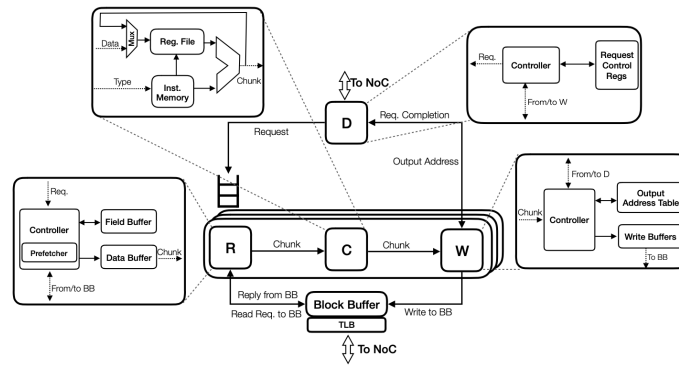 Data
Mux
Reg. File
Type
Inst.
Memory
Chunk
To NoC
D
Request
Req. Completion
Output Address
Req.
Controller
Request
Control
Regs
From/to W
Req.
Controller
Prefetcher
Field Buffer
Data Buffer
Chunk
From/to BB
R
Chunk
C
Chunk
W
From/to D
Chunk
Controller
Output
Address Table
Write Buffers
To BB
Reply from BB
Read Req. to BB
Block Buffer
TLB
Write to BB
To NoC